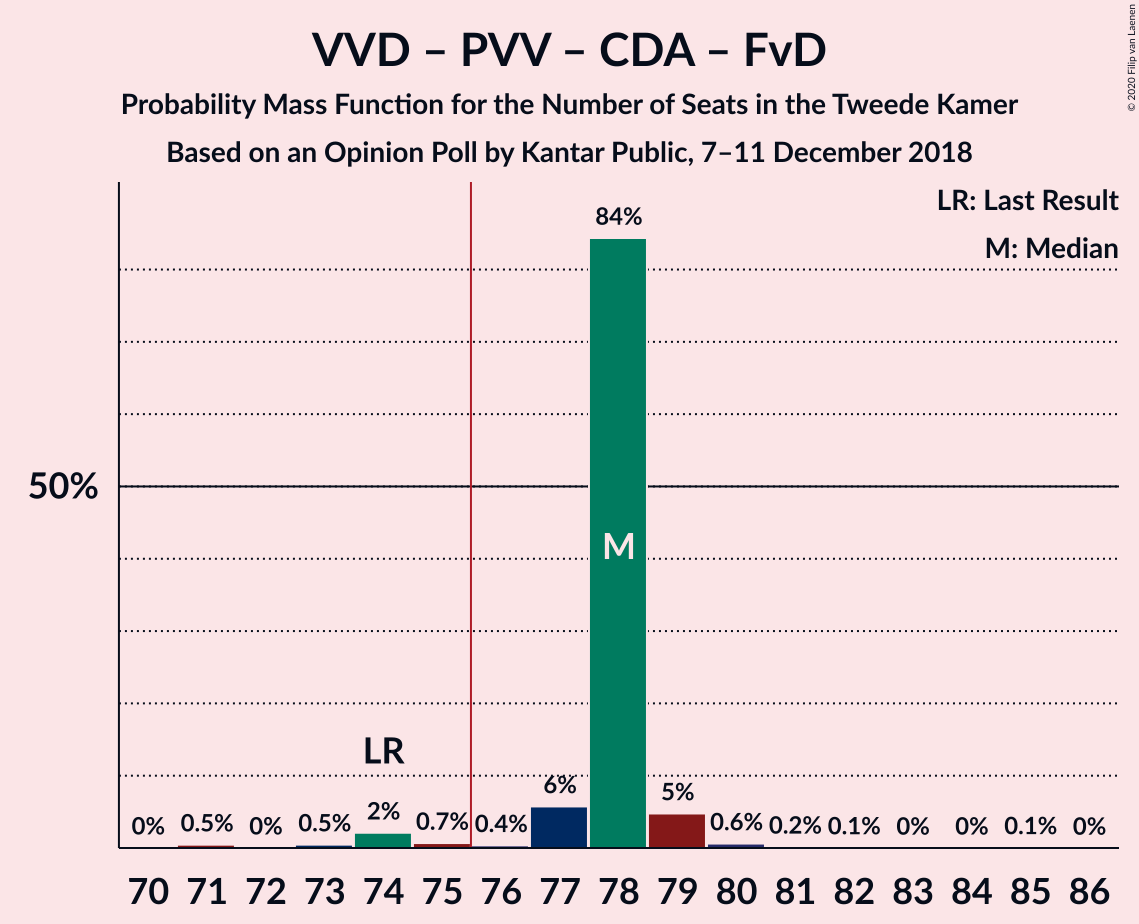 VVD – PVV – CDA – FvD
Probability Mass Function for the Number of Seats in the Tweede Kamer
Based on an Opinion Poll by Kantar Public, 7–11 December 2018
© 2020 Filip van Laenen
LR: Last Result
M: Median
84%
50%
M
LR
0% 0.5% 0% 0.5% 2% 0.7% 0.4% 6% 5% 0.6% 0.2% 0.1% 0% 0% 0.1% 0%
70 71 72 73 74 75 76 77 78 79 80 81 82 83 84 85 86